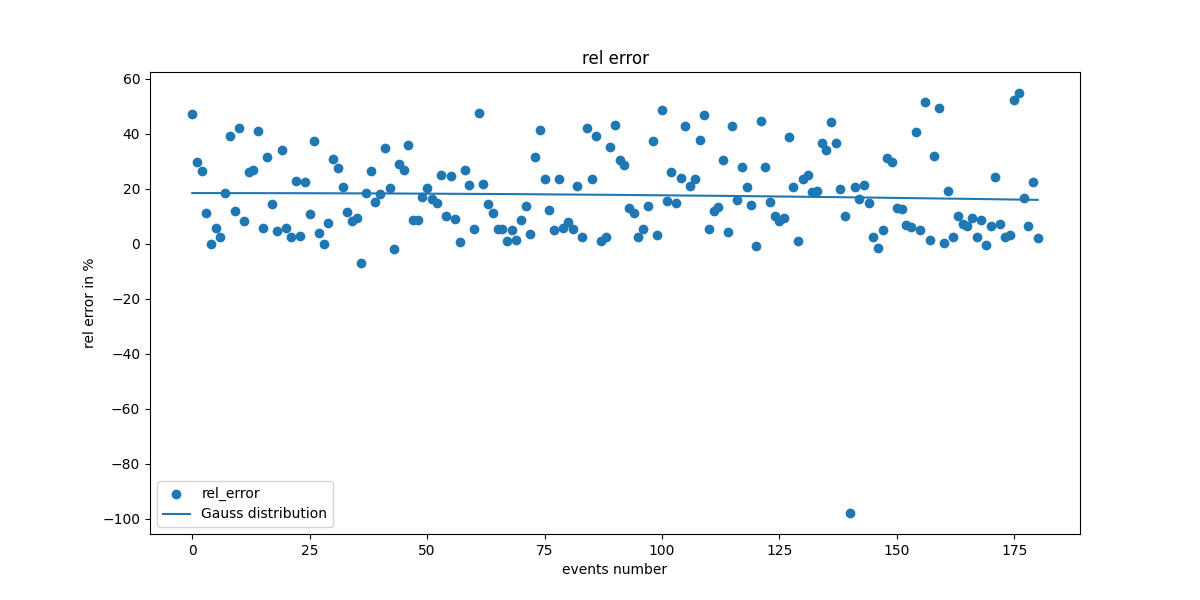 rel error
60
40
20
0
−20
−40
−60
−80
−100
rel error in %
rel_error
Gauss distribution
0 25 50 75 100 125 150 175
events number